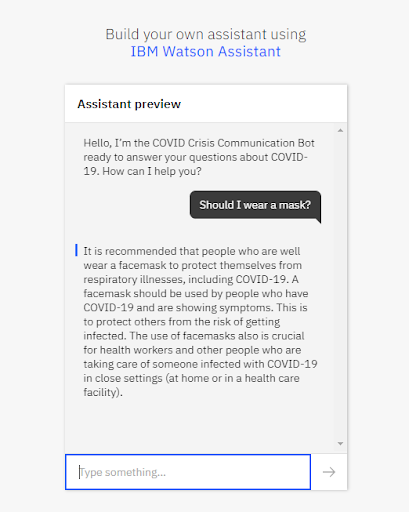 Build your own assistant using
IBM Watson Assistant
Assistant preview
Hello, I'm the COVID Crisis Communication Bot
ready to answer your questions about COVID-
19. How can I help you?
Should I wear a mask?
It is recommended that people who are well
wear a facemask to protect themselves from
respiratory illnesses, including COVID-19. A
facemask should be used by people who have
COVID-19 and are showing symptoms. This is
to protect others from the risk of getting
infected. The use of facemasks also is crucial
for health workers and other people who are
taking care of someone infected with COVID-19
in close settings (at home or in a health care
facility).
Type something...